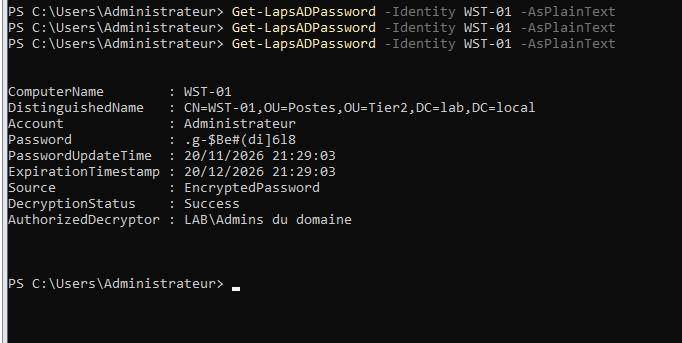 PS C:\Users\Administrateur> Get-LapsADPassword -Identity WST-01 -AsPlainText
PS C:\Users\Administrateur> Get-LapsADPassword -Identity WST-01 -AsPlainText
PS C:\Users\Administrateur> Get-LapsADPassword -Identity WST-01 -AsPlainText
ComputerName        : WST-01
DistinguishedName   : CN=WST-01,OU=Postes,OU=Tier2,DC=lab,DC=local
Account             : Administrateur
Password            : .g-$Be#(di]6l8
PasswordUpdateTime  : 20/11/2026 21:29:03
ExpirationTimestamp : 20/12/2026 21:29:03
Source              : EncryptedPassword
DecryptionStatus    : Success
AuthorizedDecryptor : LAB\Admins du domaine
PS C:\Users\Administrateur>